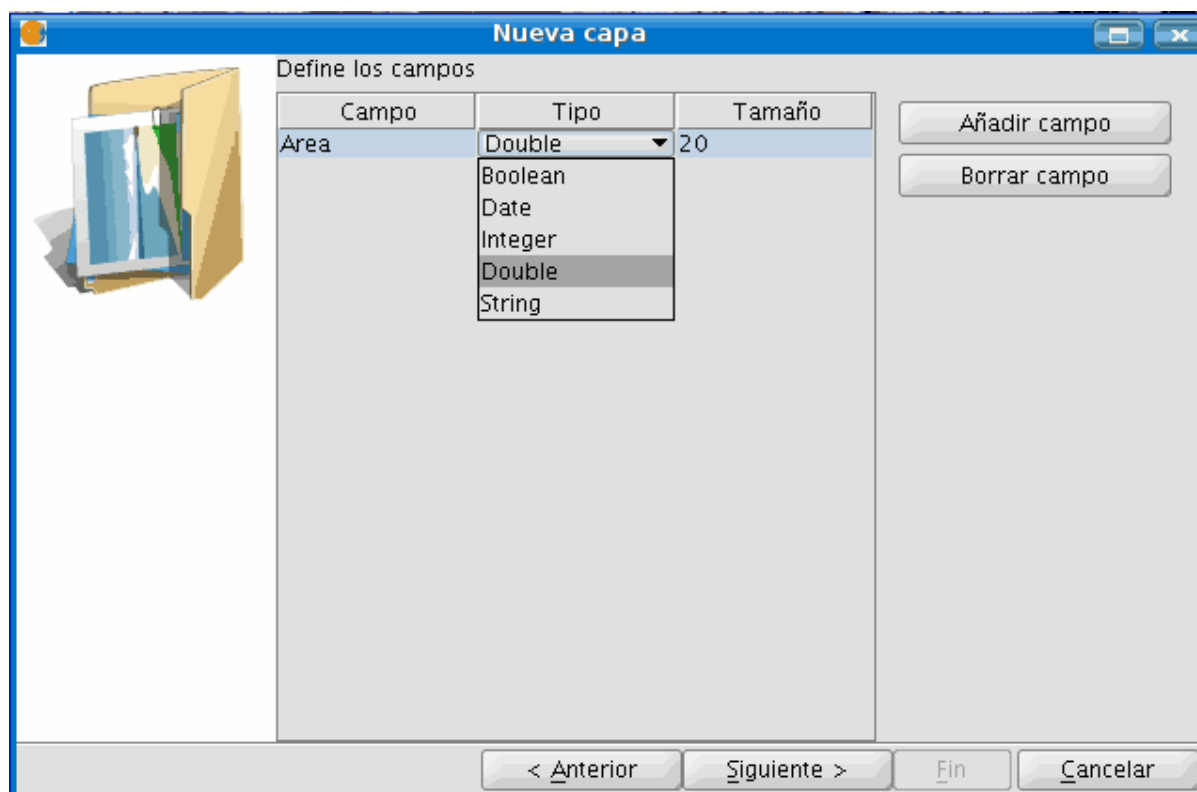 Nueva capa
Define los campos
Campo Tipo Tamaño
Area Double 20
Boolean
Date
Integer
Double
String
Añadir campo
Borrar campo
< Anterior Siguiente > Fin Cancelar